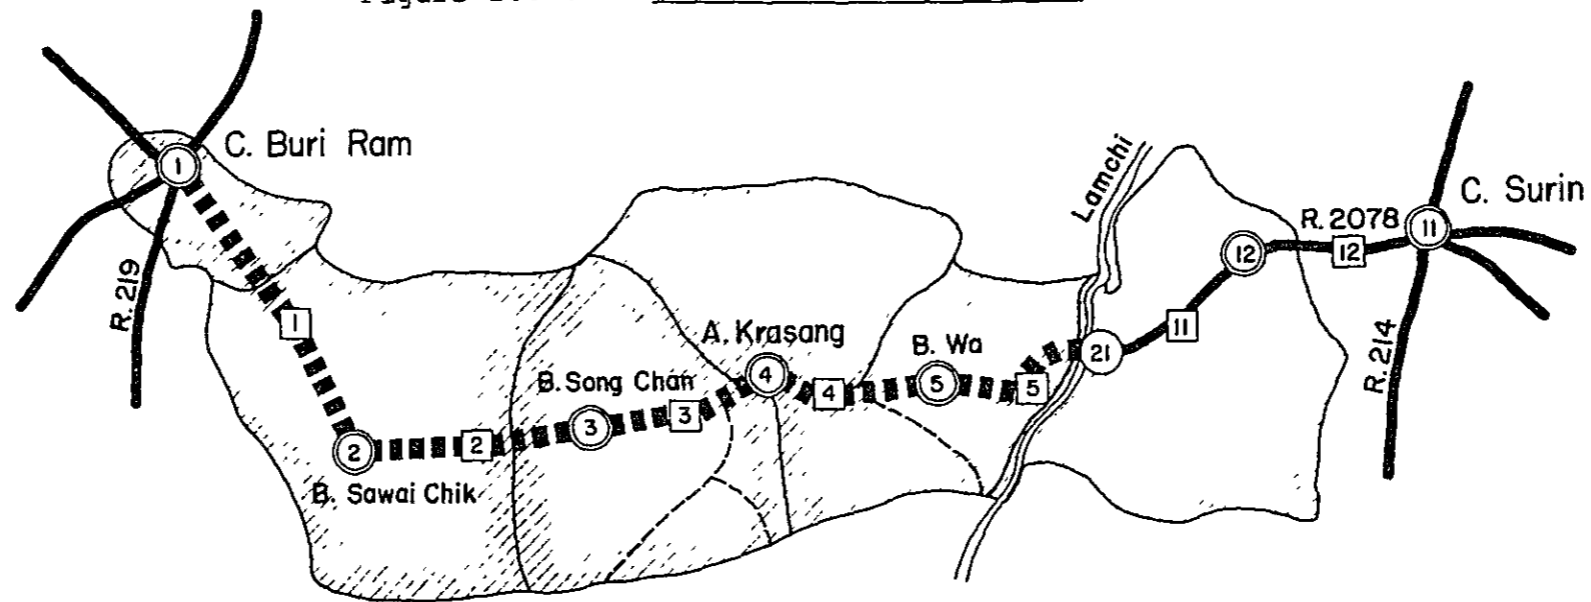 C. Buri Ram
1
R. 219
1
2
B. Sawai Chik
2
B. Song Chan
3
3
A. Krasang
4
4
B. Wa
5
5
Lamchi
21
11
12
R. 2078
12
C. Surin
11
R. 214